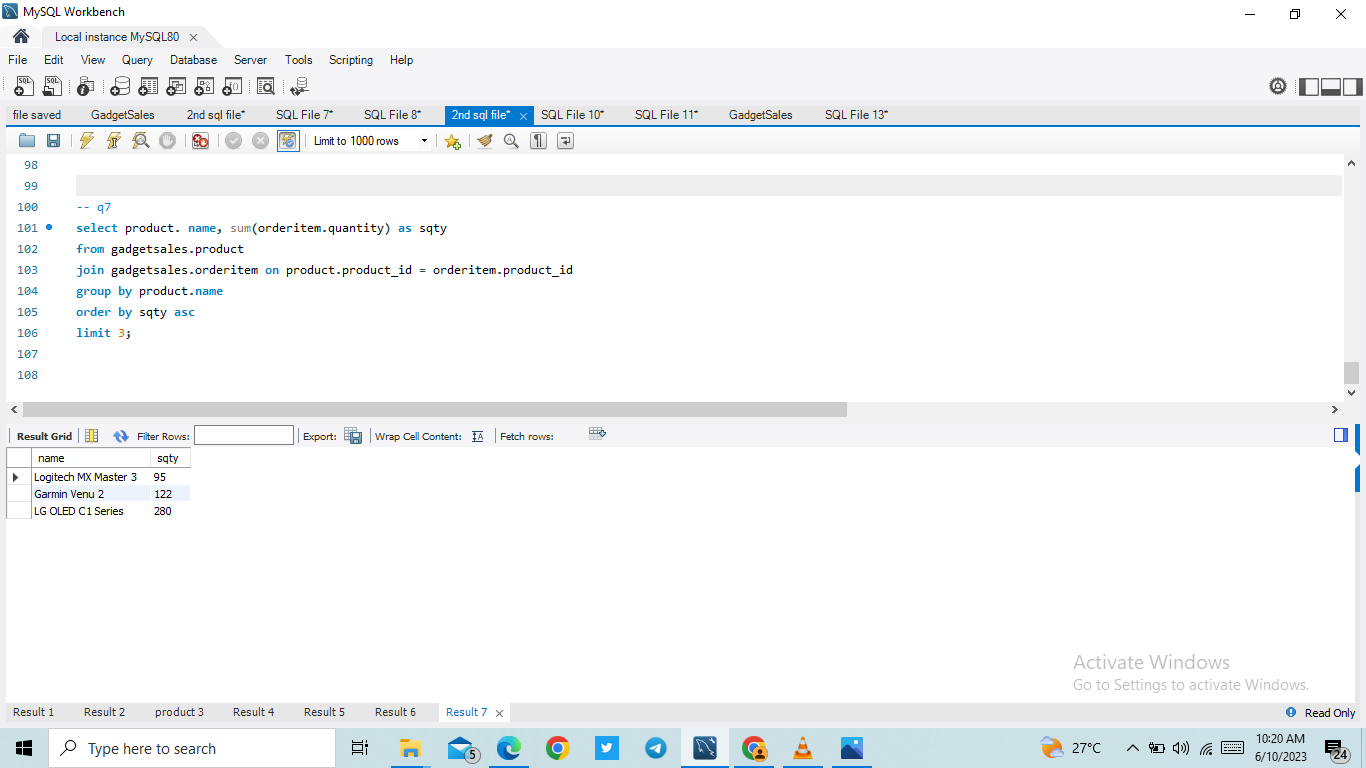 MySQL Workbench
Local instance MySQL80
File Edit View Query Database Server Tools Scripting Help
file saved GadgetSales 2nd sql file* SQL File 7* SQL File 8* 2nd sql file* SQL File 10* SQL File 11* GadgetSales SQL File 13*
Limit to 1000 rows
98
99
100 -- q7
101 select product. name, sum(orderitem.quantity) as sqty
102 from gadgetsales.product
103 join gadgetsales.orderitem on product.product_id = orderitem.product_id
104 group by product.name
105 order by sqty asc
106 limit 3;
107
108
Result Grid Filter Rows: Export: Wrap Cell Content: Fetch rows:
name sqty
Logitech MX Master 3 95
Garmin Venu 2 122
LG OLED C1 Series 280
Activate Windows
Go to Settings to activate Windows.
Result 1 Result 2 product 3 Result 4 Result 5 Result 6 Result 7 Read Only
Type here to search 5 27°C 10:20 AM 24
6/10/2023